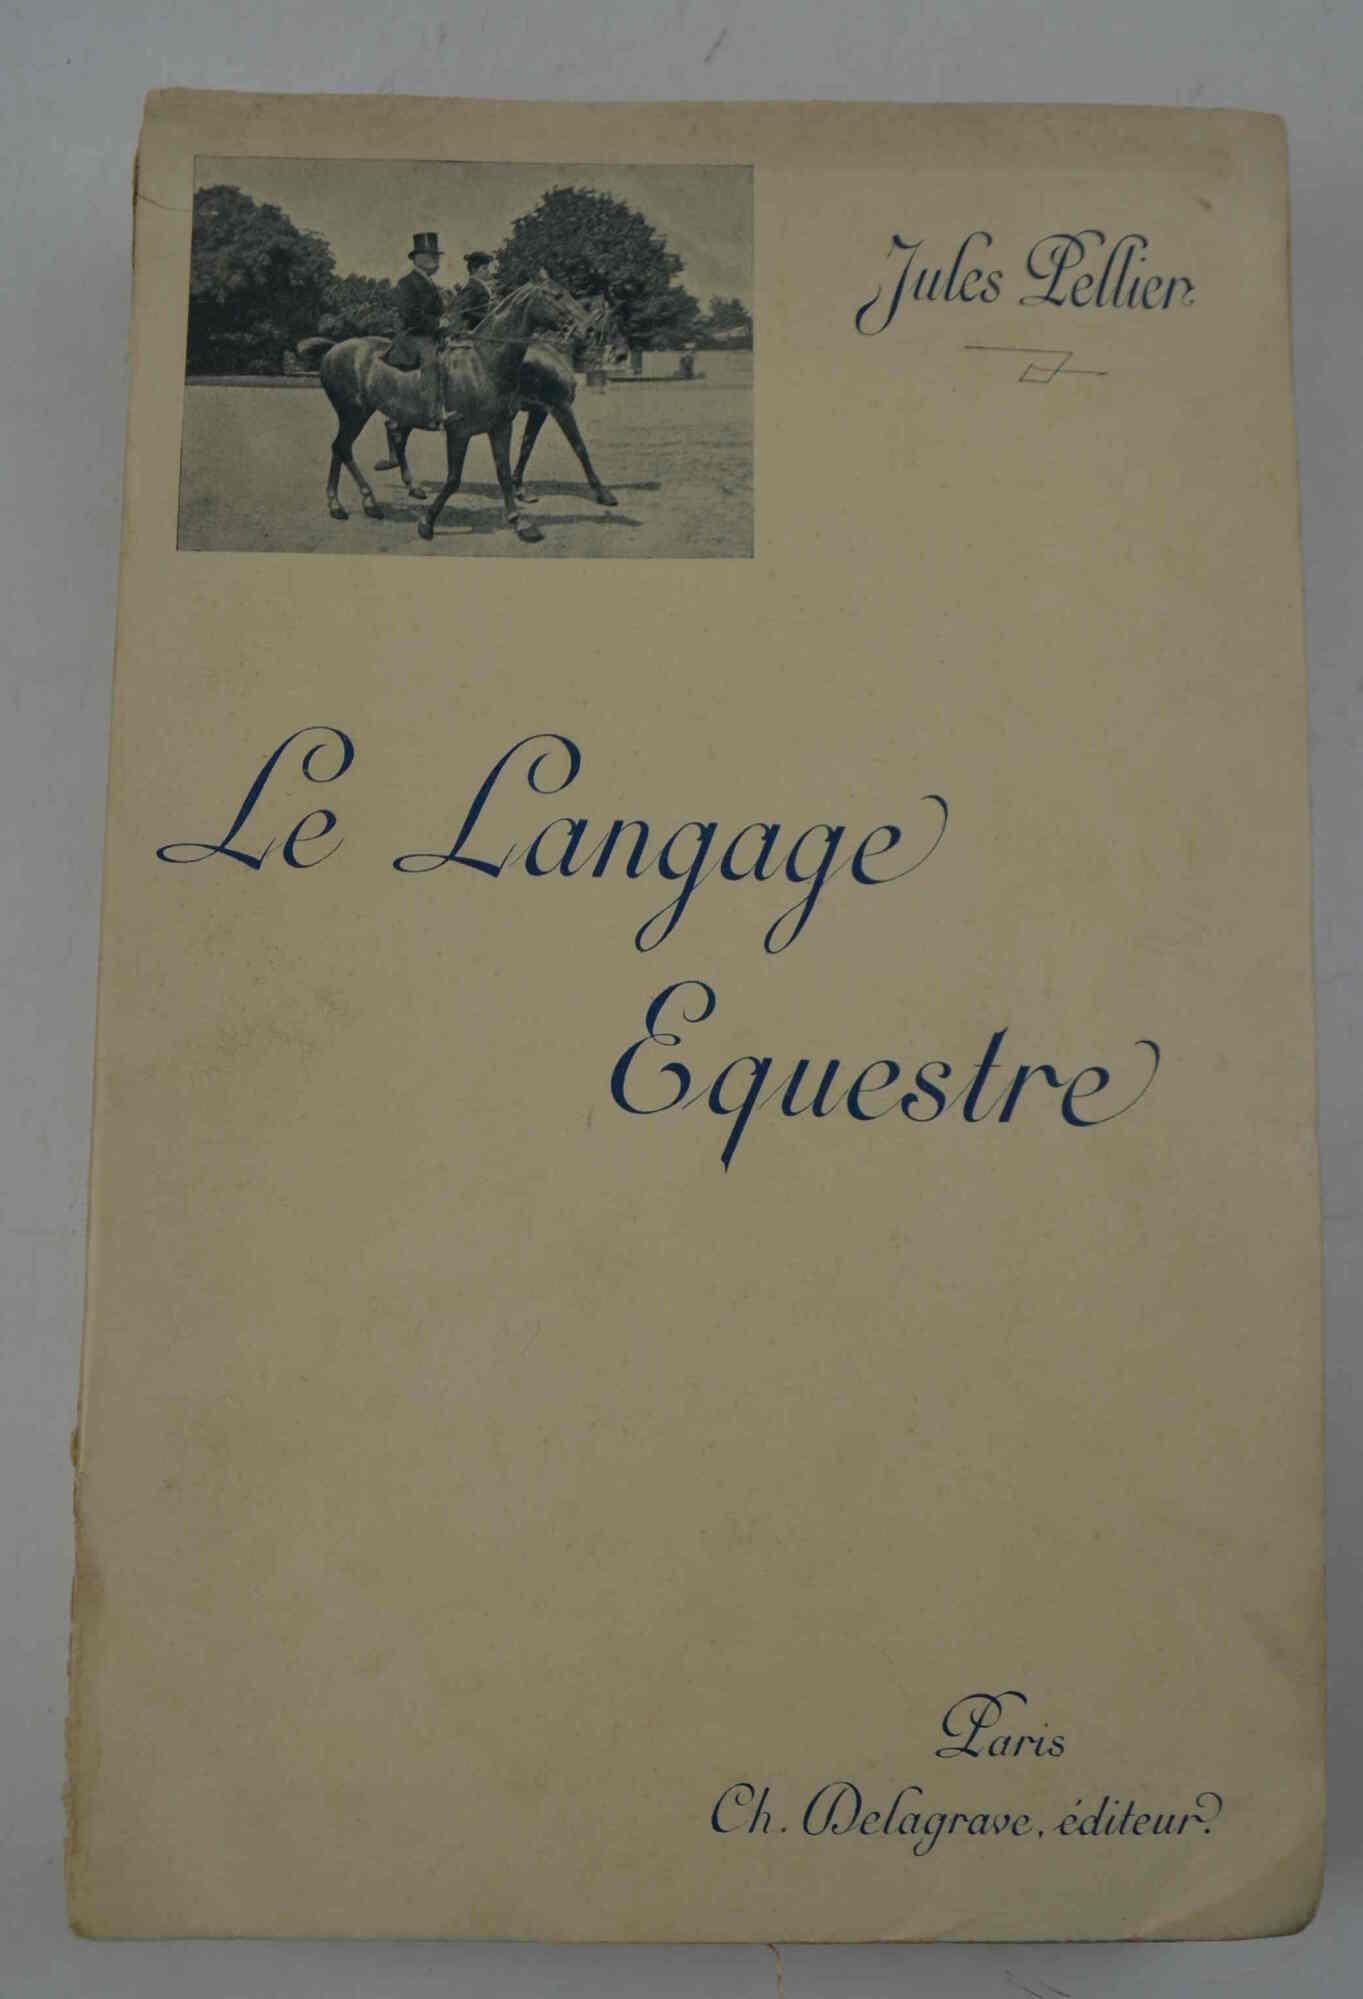 Jules Pellier
Le Langage
Equestre
Paris
Ch. Delagrave, éditeur.